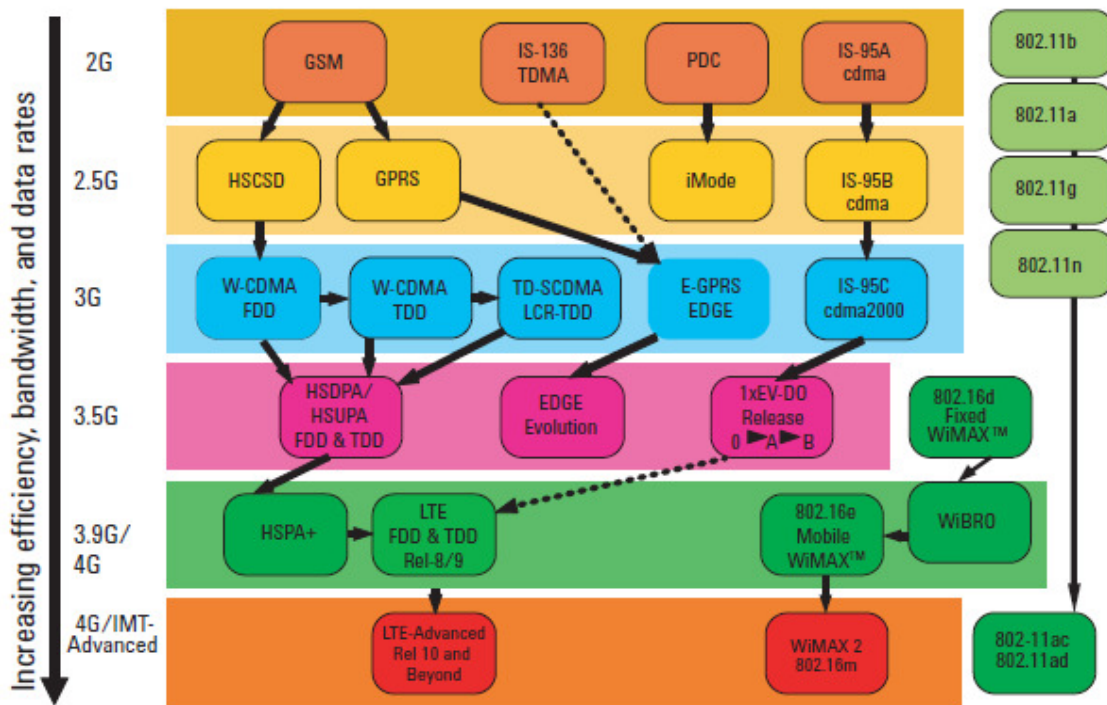 Increasing efficiency, bandwidth, and data rates
2G
GSM
IS-136
TDMA
PDC
IS-95A
cdma
802.11b
802.11a
2.5G
HSCSD
GPRS
iMode
IS-95B
cdma
802.11g
802.11n
3G
W-CDMA
FDD
W-CDMA
TDD
TD-SCDMA
LCR-TDD
E-GPRS
EDGE
IS-95C
cdma2000
3.5G
HSDPA/
HSUPA
FDD & TDD
EDGE
Evolution
1xEV-DO
Release
0 ►A ► B
802.16d
Fixed
WiMAX™
3.9G/
4G
HSPA+
LTE
FDD & TDD
Rel-8/9
802.16e
Mobile
WiMAX™
WiBRO
4G/IMT-
Advanced
LTE-Advanced
Rel 10 and
Beyond
WiMAX 2
802.16m
802-11ac
802.11ad